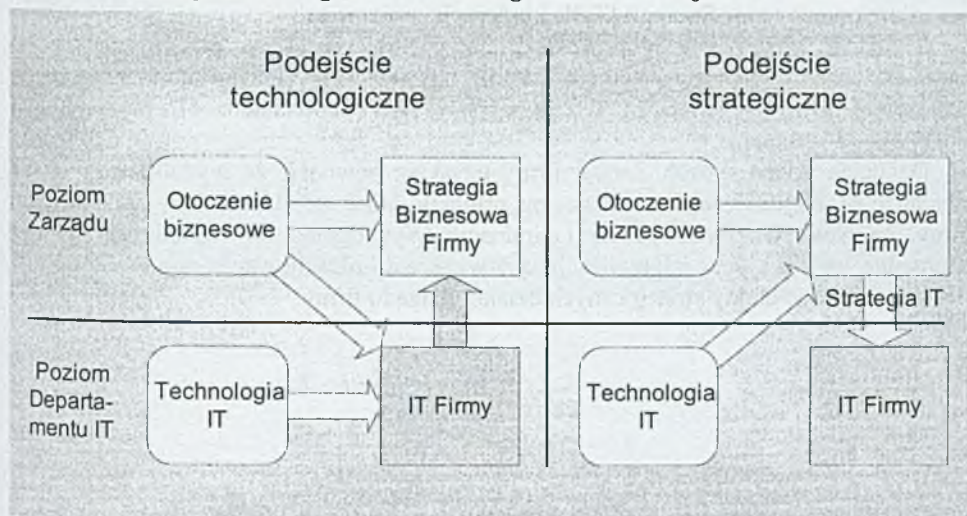 Podejście
technologiczne
Podejście
strategiczne
Poziom
Zarządu
Otoczenie
biznesowe
Strategia
Biznesowa
Firmy
Otoczenie
biznesowe
Strategia
Biznesowa
Firmy
Strategia IT
Poziom
Departa-
mentu IT
Technologia
IT
IT Firmy
Technologia
IT
IT Firmy